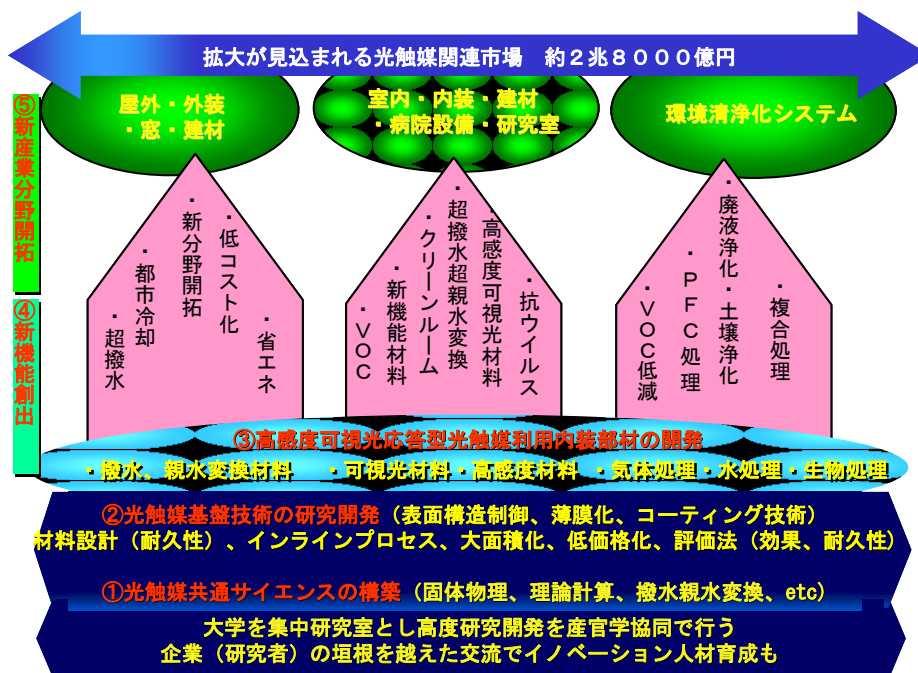 拡大が見込まれる光触媒関連市場　約２兆８０００億円
⑤新産業分野開拓
屋外・外装
・窓・建材
室内・内装・建材
・病院設備・研究室
環境清浄化システム
・超撥水
・都市冷却
・新分野開拓
・低コスト化
・省エネ
・ＶＯＣ
・新機能材料
・クリーンルーム
・超撥水超親水変換
・高感度可視光材料
・抗ウイルス
・ＶＯＣ低減
・ＰＦＣ処理
・廃液浄化・土壌浄化
・複合処理
④新機能創出
③高感度可視光応答型光触媒利用内装部材の開発
・撥水、親水変換材料　・可視光材料・高感度材料　・気体処理・水処理・生物処理
②光触媒基盤技術の研究開発（表面構造制御、薄膜化、コーティング技術）
材料設計（耐久性）、インラインプロセス、大面積化、低価格化、評価法（効果、耐久性）
①光触媒共通サイエンスの構築（固体物理、理論計算、撥水親水変換、etc)
大学を集中研究室とし高度研究開発を産官学協同で行う
企業（研究者）の垣根を越えた交流でイノベーション人材育成も